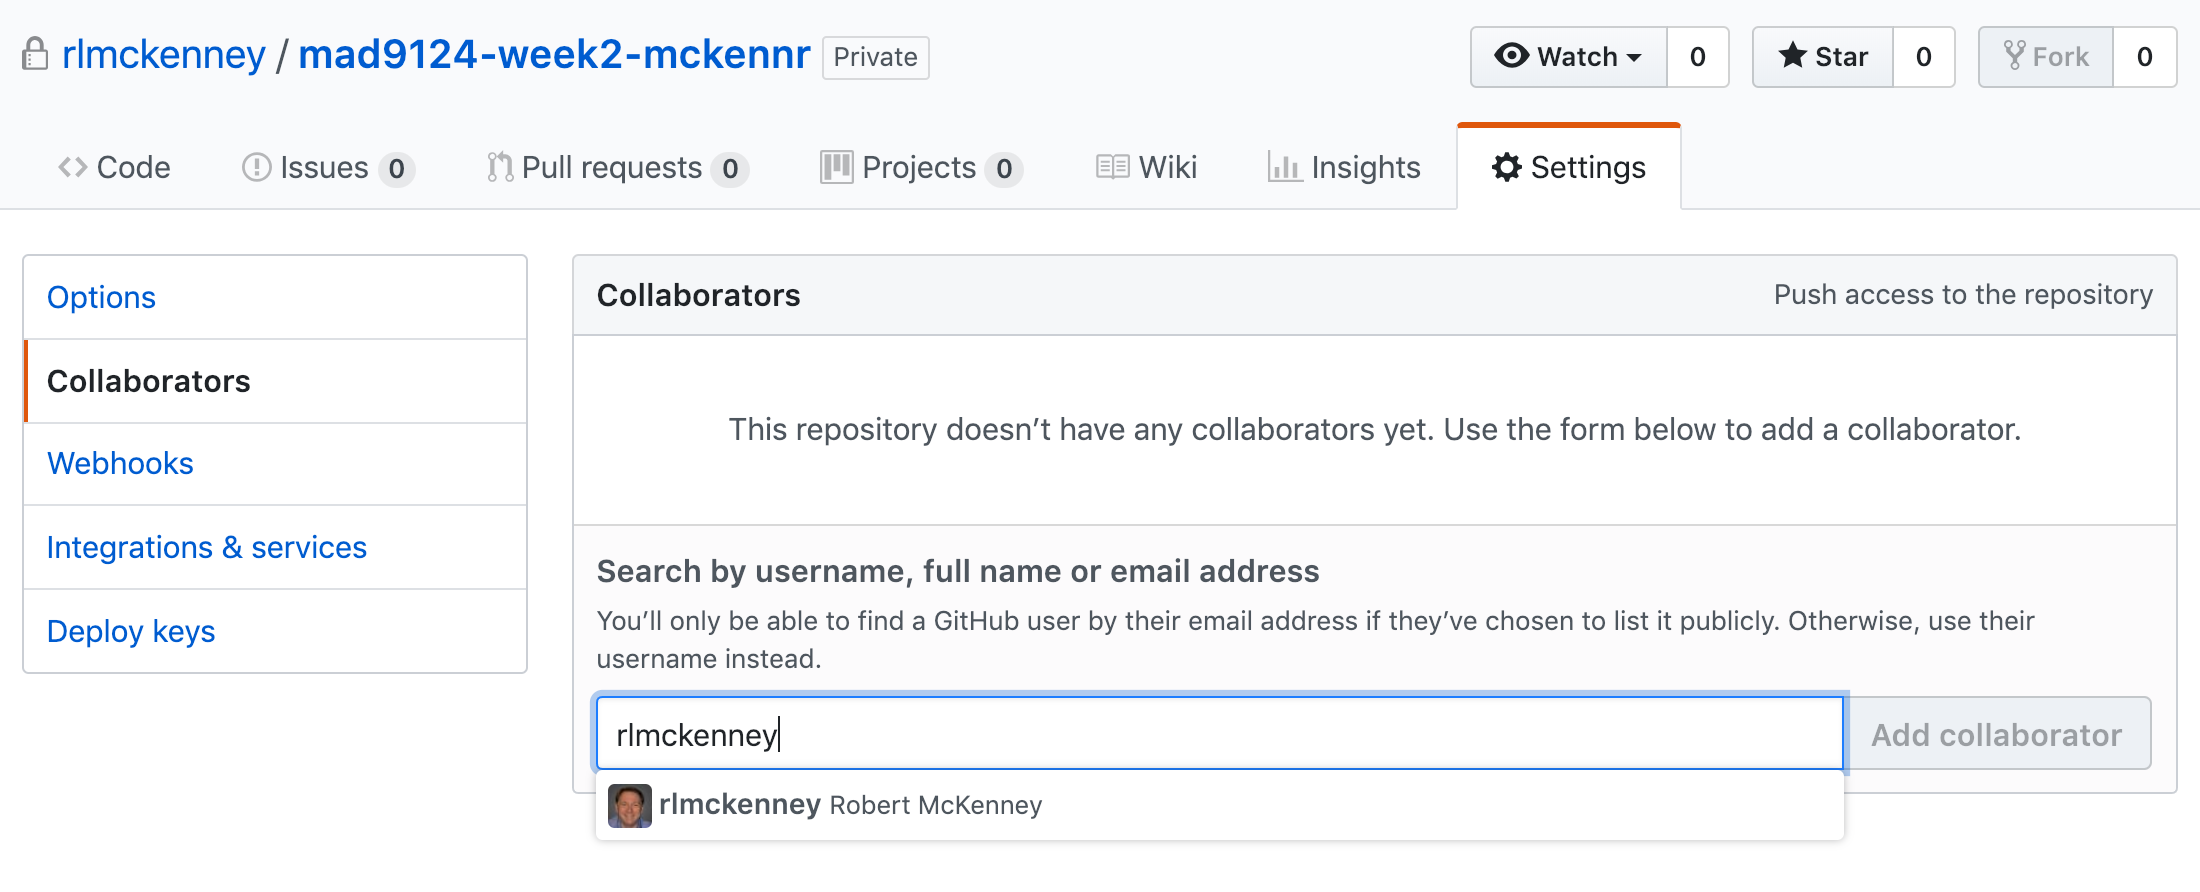 rlmckenney / mad9124-week2-mckennr Private
Watch 0 Star 0 Fork 0
Code Issues 0 Pull requests 0 Projects 0 Wiki Insights Settings
Options
Collaborators
Webhooks
Integrations & services
Deploy keys
Collaborators Push access to the repository
This repository doesn’t have any collaborators yet. Use the form below to add a collaborator.
Search by username, full name or email address
You’ll only be able to find a GitHub user by their email address if they’ve chosen to list it publicly. Otherwise, use their
username instead.
rlmckenney Add collaborator
rlmckenney Robert McKenney